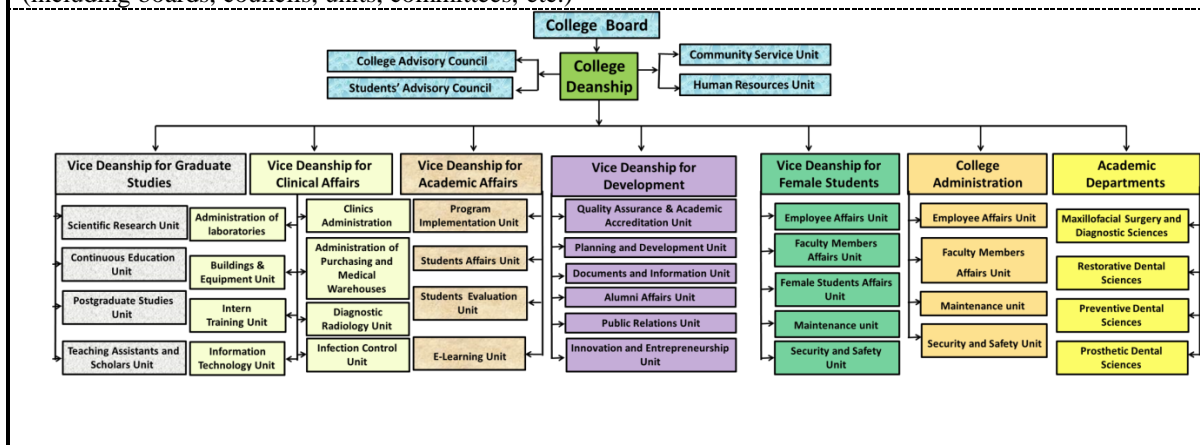 (including boards, councils, units, committees, etc.)
College Board
College Advisory Council
Students' Advisory Council
College
Deanship
Community Service Unit
Human Resources Unit
Vice Deanship for Graduate
Studies
Scientific Research Unit
Continuous Education
Unit
Postgraduate Studies
Unit
Teaching Assistants and
Scholars Unit
Vice Deanship for
Clinical Affairs
Administration of
laboratories
Buildings &
Equipment Unit
Intern
Training Unit
Information
Technology Unit
Clinics
Administration
Administration of
Purchasing and
Medical
Warehouses
Diagnostic
Radiology Unit
Infection Control
Unit
Vice Deanship for
Academic Affairs
Program
Implementation Unit
Students Affairs Unit
Students Evaluation
Unit
E-Learning Unit
Vice Deanship for
Development
Quality Assurance & Academic
Accreditation Unit
Planning and Development Unit
Documents and Information Unit
Alumni Affairs Unit
Public Relations Unit
Innovation and Entrepreneurship
Unit
Vice Deanship for
Female Students
Employee Affairs Unit
Faculty Members
Affairs Unit
Female Students Affairs
Unit
Maintenance unit
Security and Safety
Unit
College
Administration
Employee Affairs Unit
Faculty Members
Affairs Unit
Maintenance unit
Security and Safety Unit
Academic
Departments
Maxillofacial Surgery and
Diagnostic Sciences
Restorative Dental
Sciences
Preventive Dental
Sciences
Prosthetic Dental
Sciences